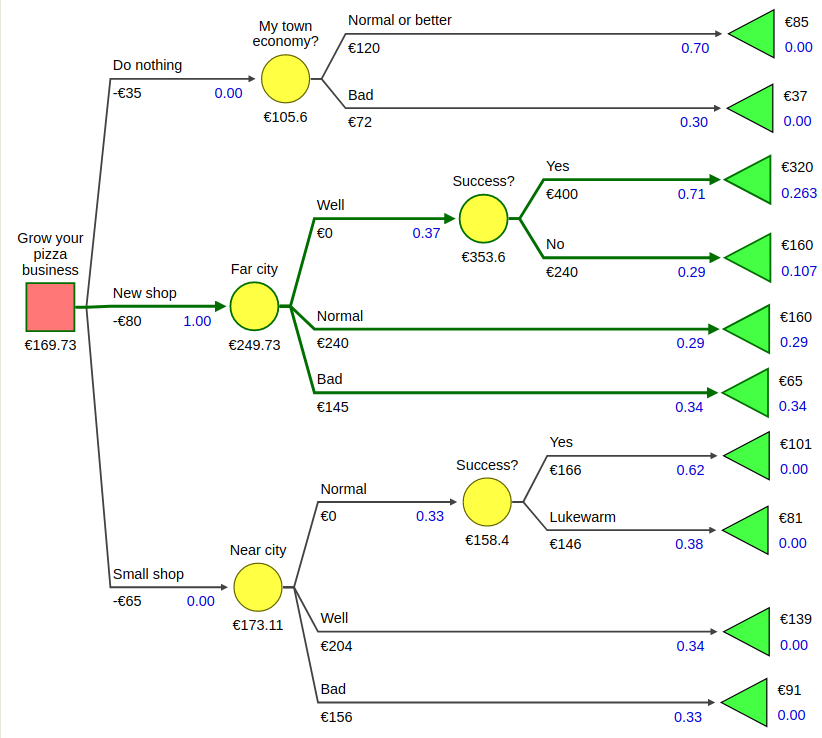 My town
economy?
Normal or better
€120
0.70
€85
0.00
Do nothing
-€35
0.00
€105.6
Bad
€72
0.30
€37
0.00
Grow your
pizza
business
€169.73
New shop
-€80
1.00
Far city
€249.73
Well
€0
0.37
Success?
€353.6
Yes
€400
0.71
€320
0.263
No
€240
0.29
€160
0.107
Normal
€240
0.29
€160
0.29
Bad
€145
0.34
€65
0.34
Small shop
-€65
0.00
Near city
€173.11
Normal
€0
0.33
Success?
€158.4
Yes
€166
0.62
€101
0.00
Lukewarm
€146
0.38
€81
0.00
Well
€204
0.34
€139
0.00
Bad
€156
0.33
€91
0.00